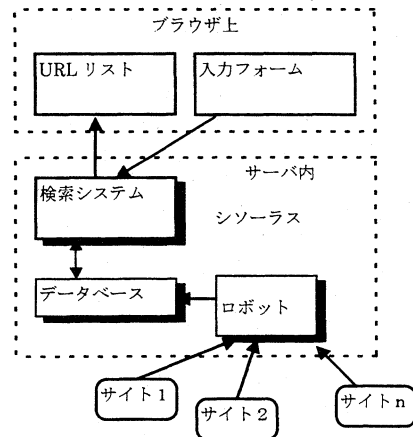 ブラウザ上
URLリスト
入力フォーム
サーバ内
検索システム
シソーラス
データベース
ロボット
サイト1
サイト2
サイトn